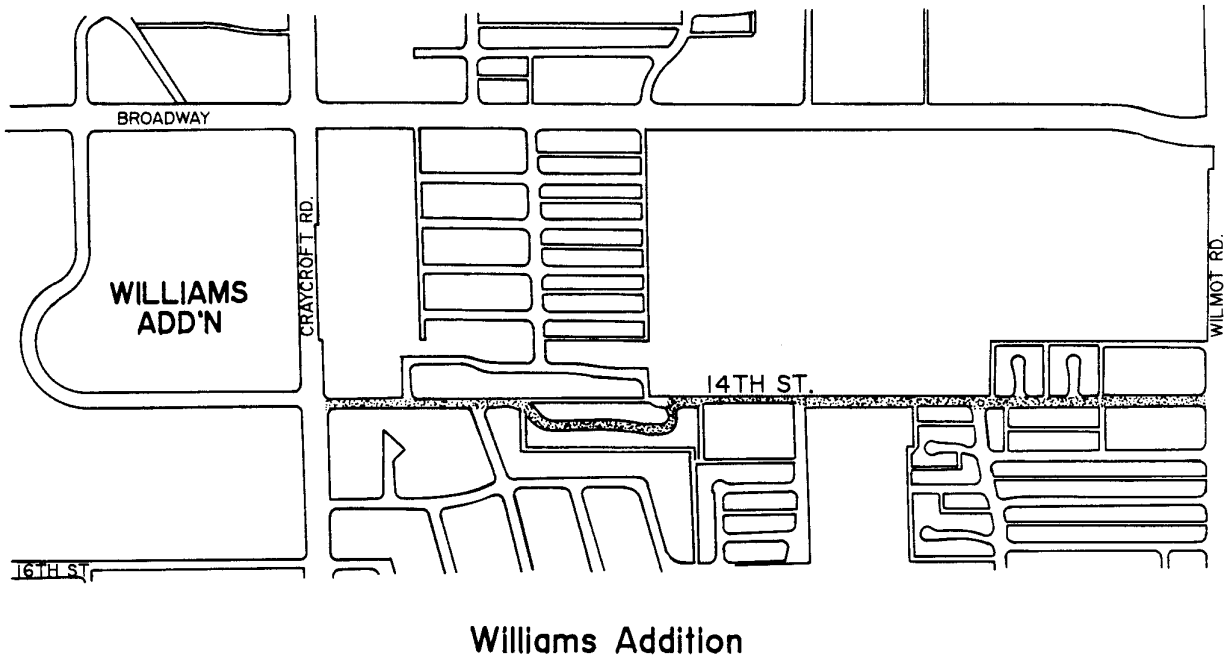 BROADWAY
CRAYCROFT RD.
WILMOT RD.
WILLIAMS
ADD'N
14TH ST.
16TH ST
Williams Addition